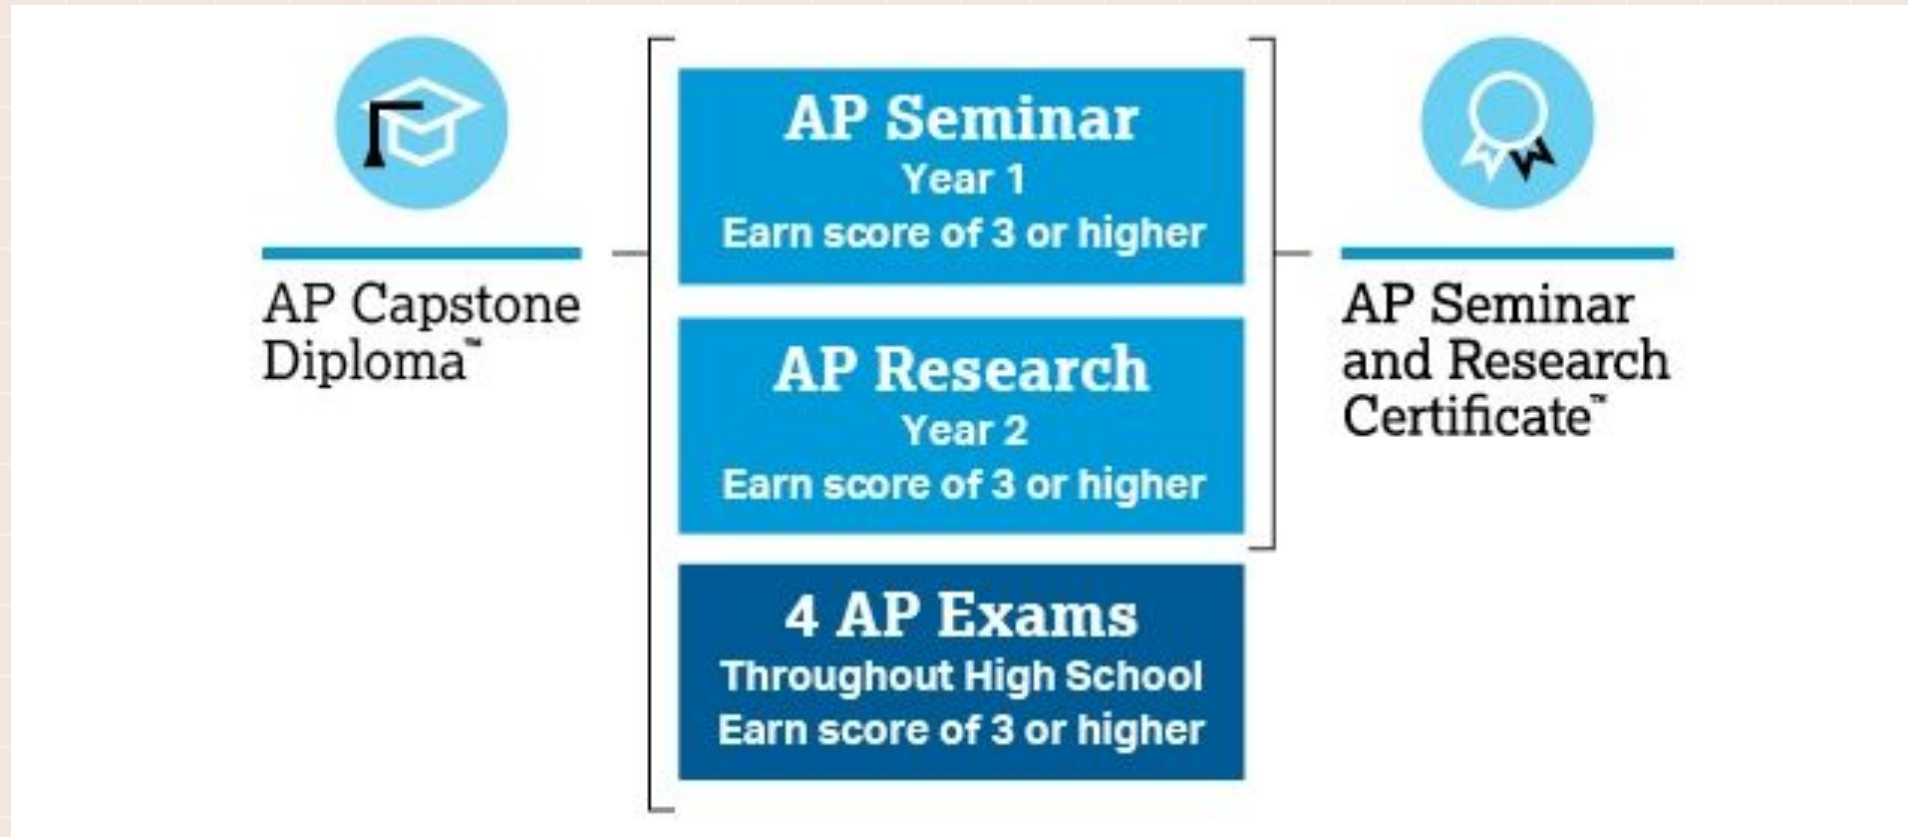 AP Capstone
Diploma™
AP Seminar
Year 1
Earn score of 3 or higher
AP Research
Year 2
Earn score of 3 or higher
4 AP Exams
Throughout High School
Earn score of 3 or higher
AP Seminar
and Research
Certificate™